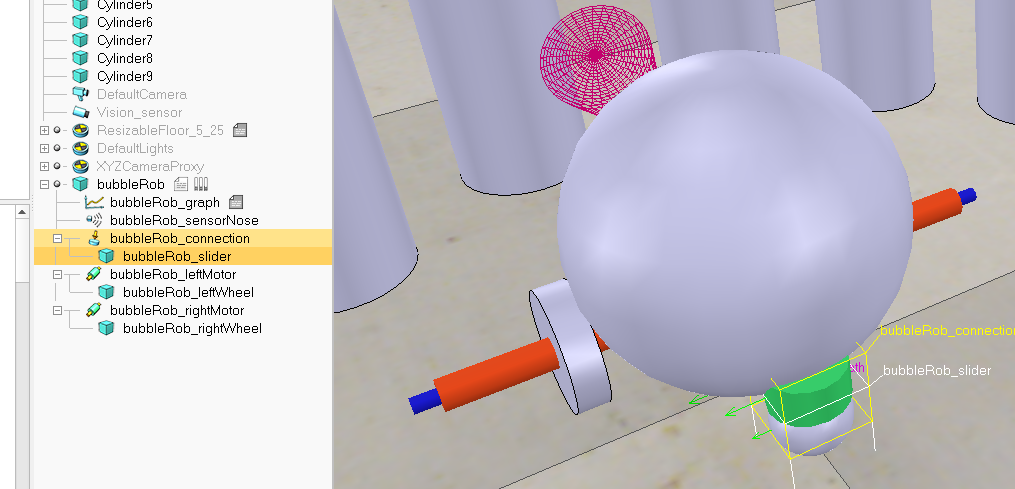 Cylinder5
Cylinder6
Cylinder7
Cylinder8
Cylinder9
DefaultCamera
Vision_sensor
ResizableFloor_5_25
DefaultLights
XYZCameraProxy
bubbleRob
bubbleRob_graph
bubbleRob_sensorNose
bubbleRob_connection
bubbleRob_slider
bubbleRob_leftMotor
bubbleRob_leftWheel
bubbleRob_rightMotor
bubbleRob_rightWheel
bubbleRob_connection
bubbleRob_slider